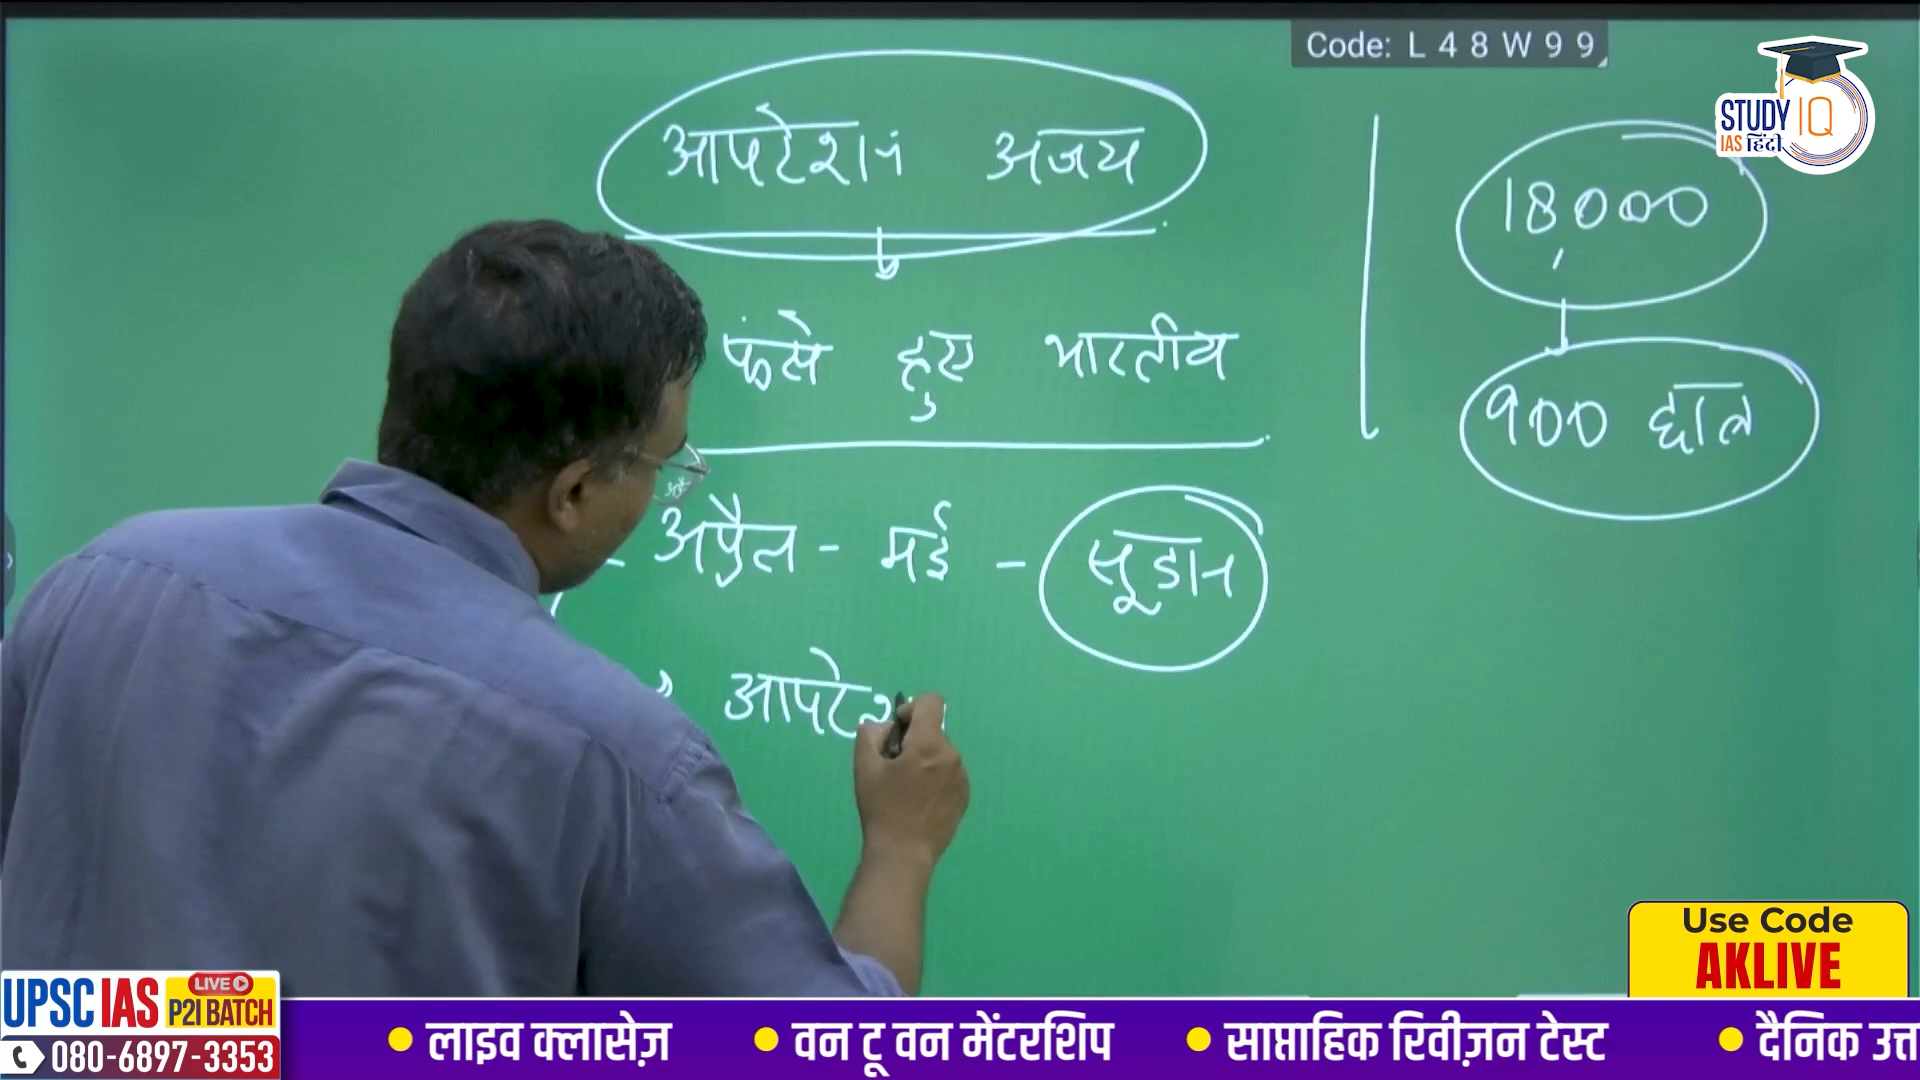 Code: L 4 8 W 9 9
STUDY IQ
IAS हिंदी
आपरेशन अजय
18,000
फंसे हुए भारतीय
900 छात्र
अप्रैल - मई - सूडान
आपरेश
Use Code
AKLIVE
UPSC IAS LIVE P2I BATCH
080-6897-3353
लाइव क्लासेज़
वन टू वन मेंटरशिप
साप्ताहिक रिवीज़न टेस्ट
दैनिक उत्त